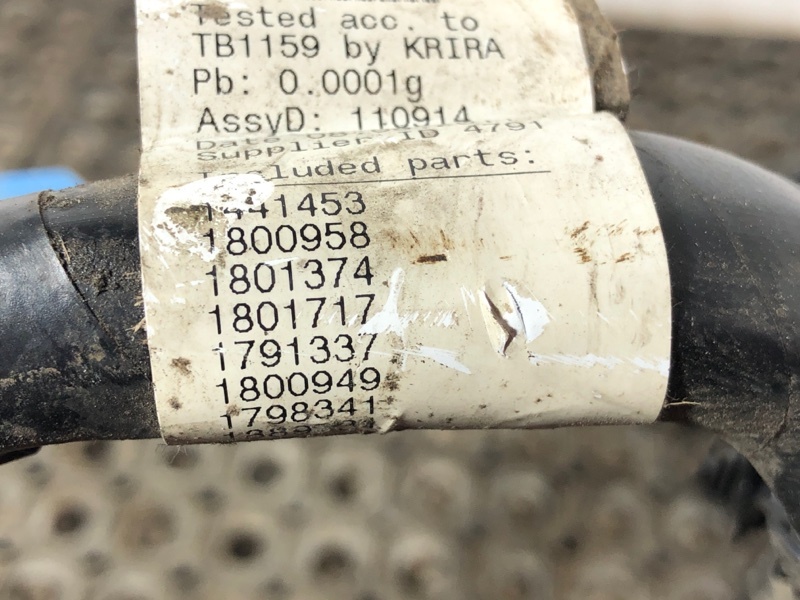 Tested acc. to
TB1159 by KRIRA
Pb: 0.0001g
AssyD: 110914
Supplier ID 4791
Included parts:
1441453
1800958
1801374
1801717
1791337
1800949
1798341